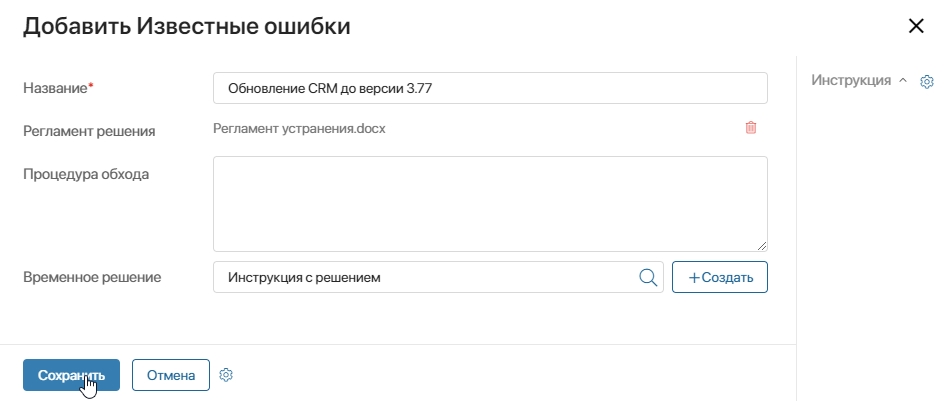 Добавить Известные ошибки
Название*
Обновление CRM до версии 3.77
Инструкция
Регламент решения
Регламент устранения.docx
Процедура обхода
Временное решение
Инструкция с решением
+Создать
Сохранить
Отмена